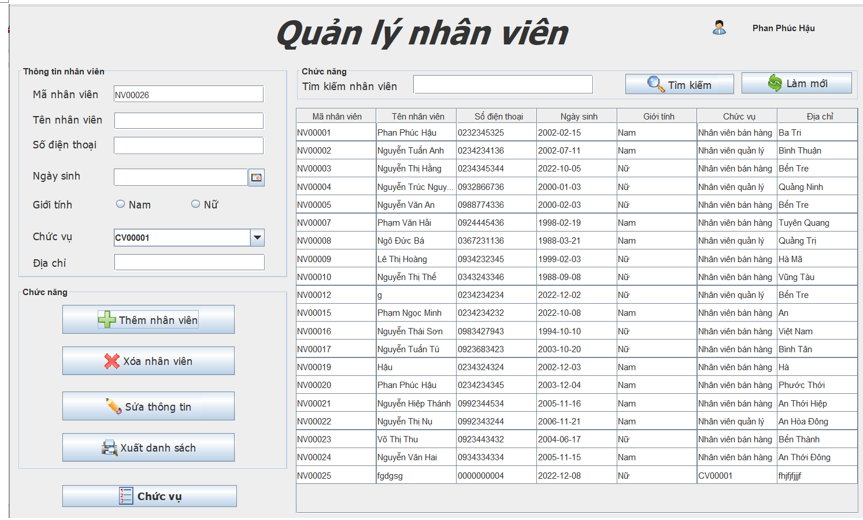 Quản lý nhân viên
Phan Phúc Hậu
Thông tin nhân viên
Mã nhân viên NV00026
Tên nhân viên
Số điện thoại
Ngày sinh
Giới tính Nam Nữ
Chức vụ CV00001
Địa chỉ
Chức năng
Thêm nhân viên
Xóa nhân viên
Sửa thông tin
Xuất danh sách
Chức vụ
Chức năng
Tìm kiếm nhân viên Tìm kiếm Làm mới
Mã nhân viên Tên nhân viên Số điện thoại Ngày sinh Giới tính Chức vụ Địa chỉ
NV00001 Phan Phúc Hậu 0232345325 2002-02-15 Nam Nhân viên bán hàng Ba Tri
NV00002 Nguyễn Tuấn Anh 0234234136 2002-07-11 Nam Nhân viên quản lý Bình Thuận
NV00003 Nguyễn Thị Hằng 0234345344 2022-10-05 Nữ Nhân viên bán hàng Bến Tre
NV00004 Nguyễn Trúc Nguy... 0932866736 2000-01-03 Nữ Nhân viên quản lý Quảng Ninh
NV00005 Nguyễn Văn An 0988774336 2000-02-03 Nữ Nhân viên bán hàng Bến Tre
NV00007 Phạm Văn Hải 0924445436 1998-02-19 Nam Nhân viên bán hàng Tuyên Quang
NV00008 Ngô Đức Bá 0367231136 1988-03-21 Nam Nhân viên quản lý Quảng Trị
NV00009 Lê Thị Hoàng 0934232345 1999-02-03 Nữ Nhân viên bán hàng Hà Mã
NV00010 Nguyễn Thị Thế 0343243346 1988-09-08 Nữ Nhân viên bán hàng Vũng Tàu
NV00012 g 0234234234 2022-12-02 Nữ Nhân viên quản lý Bến Tre
NV00015 Phạm Ngọc Minh 0234234232 2022-10-08 Nam Nhân viên bán hàng An
NV00016 Nguyễn Thái Sơn 0983427943 1994-10-10 Nữ Nhân viên bán hàng Việt Nam
NV00017 Nguyễn Tuấn Tú 0923683423 2003-10-20 Nữ Nhân viên bán hàng Bình Tân
NV00019 Hậu 0234324324 2002-12-03 Nam Nhân viên bán hàng Hà
NV00020 Phan Phúc Hậu 0234234345 2003-12-04 Nam Nhân viên bán hàng Phước Thới
NV00021 Nguyễn Hiệp Thành 0992344534 2005-11-16 Nam Nhân viên bán hàng An Thới Hiệp
NV00022 Nguyễn Thị Nụ 0992343244 2006-11-21 Nam Nhân viên quản lý An Hòa Đông
NV00023 Võ Thị Thu 0923443432 2004-06-17 Nữ Nhân viên bán hàng Bến Thành
NV00024 Nguyễn Văn Hai 0934334334 2005-11-15 Nam Nhân viên bán hàng An Thới Đông
NV00025 fgdgsg 0000000004 2022-12-08 Nữ CV00001